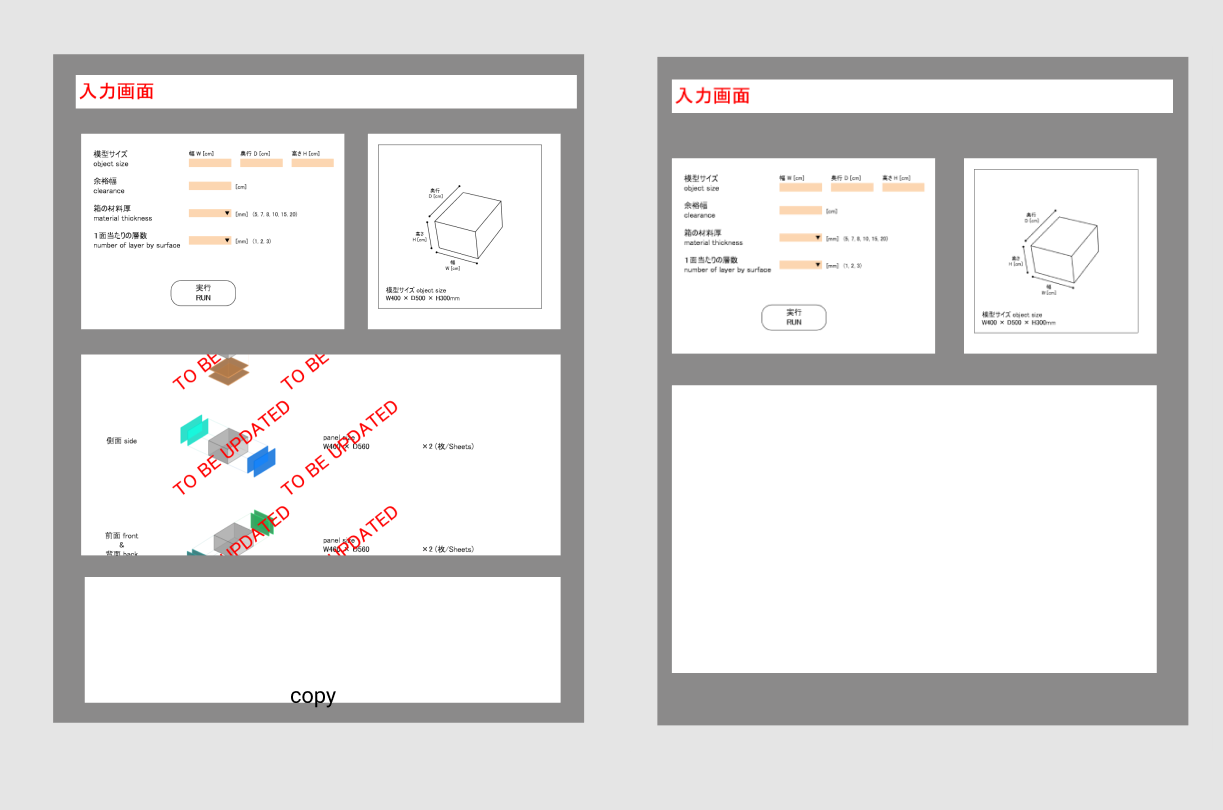 入力画面
模型サイズ
object size
幅 W [cm]
奥行 D [cm]
高さ H [cm]
余裕幅
clearance
[cm]
箱の材料厚
material thickness
▼ [mm] (5, 7, 8, 10, 15, 20)
1面当たりの層数
number of layer by surface
▼ [mm] (1, 2, 3)
実行
RUN
奥行
D [cm]
高さ
H [cm]
幅
W [cm]
模型サイズ object size
W400 × D500 × H300mm
TO BE
TO BE
側面 side
TO BE UPDATED
TO BE UPDATED
panel size
W460 × D560
×2 (枚/Sheets)
前面 front
&
背面 back
UPDATED
UPDATED
panel size
W460 × D560
×2 (枚/Sheets)
copy
入力画面
模型サイズ
object size
幅 W [cm]
奥行 D [cm]
高さ H [cm]
余裕幅
clearance
[cm]
箱の材料厚
material thickness
▼ [mm] (5, 7, 8, 10, 15, 20)
1面当たりの層数
number of layer by surface
▼ [mm] (1, 2, 3)
実行
RUN
奥行
D [cm]
高さ
H [cm]
幅
W [cm]
模型サイズ object size
W400 × D500 × H300mm